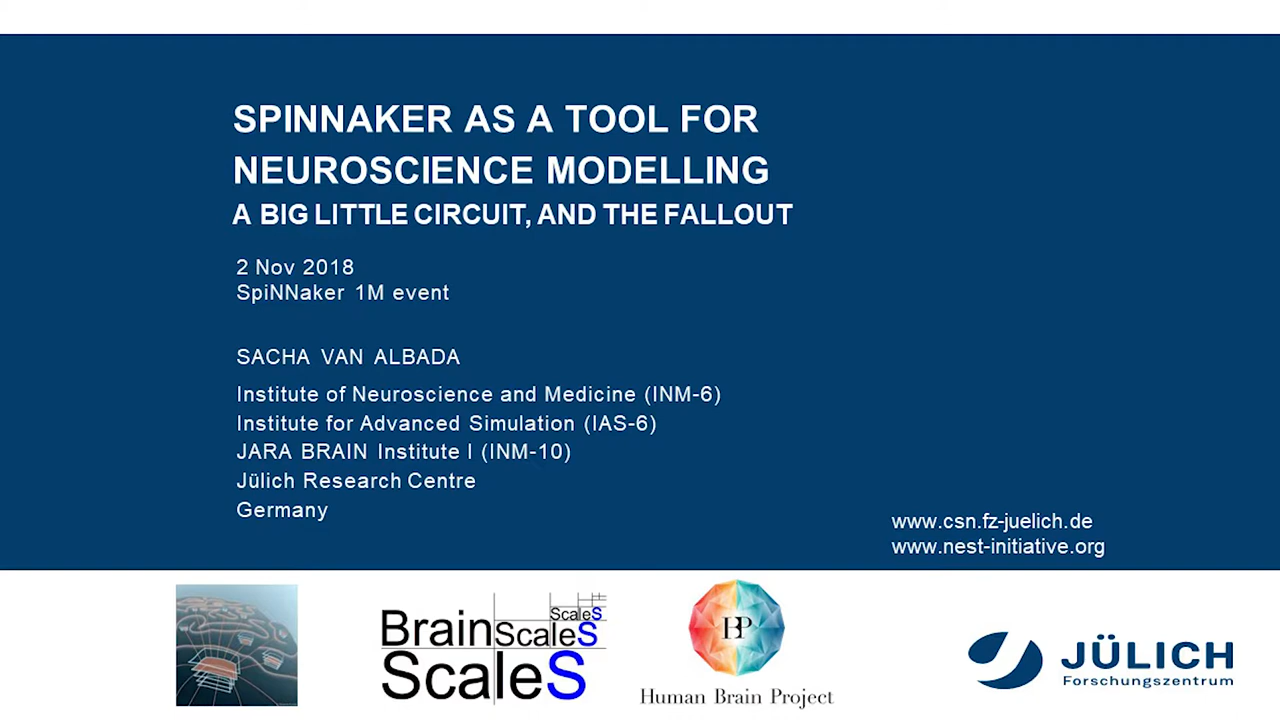 SPINNAKER AS A TOOL FOR
NEUROSCIENCE MODELLING
A BIG LITTLE CIRCUIT, AND THE FALLOUT
2 Nov 2018
SpiNNaker 1M event
SACHA VAN ALBADA
Institute of Neuroscience and Medicine (INM-6)
Institute for Advanced Simulation (IAS-6)
JARA BRAIN Institute I (INM-10)
Jülich Research Centre
Germany
www.csn.fz-juelich.de
www.nest-initiative.org
ScaleS
BrainScaleS
ScaleS
HBP
Human Brain Project
JÜLICH
Forschungszentrum